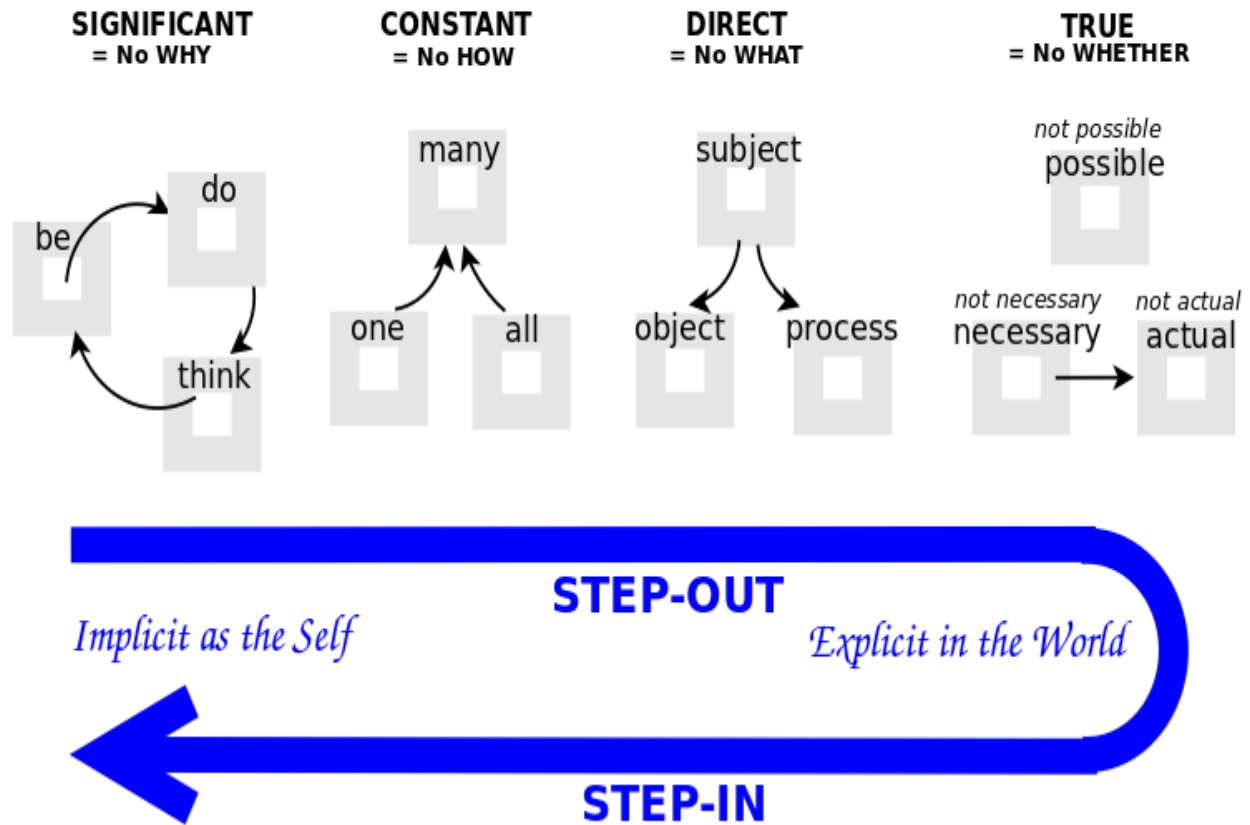 SIGNIFICANT
= No WHY
CONSTANT
= No HOW
DIRECT
= No WHAT
TRUE
= No WHETHER
be
do
think
many
one
all
subject
object
process
not possible
possible
not necessary
necessary
not actual
actual
STEP-OUT
Implicit as the Self
Explicit in the World
STEP-IN